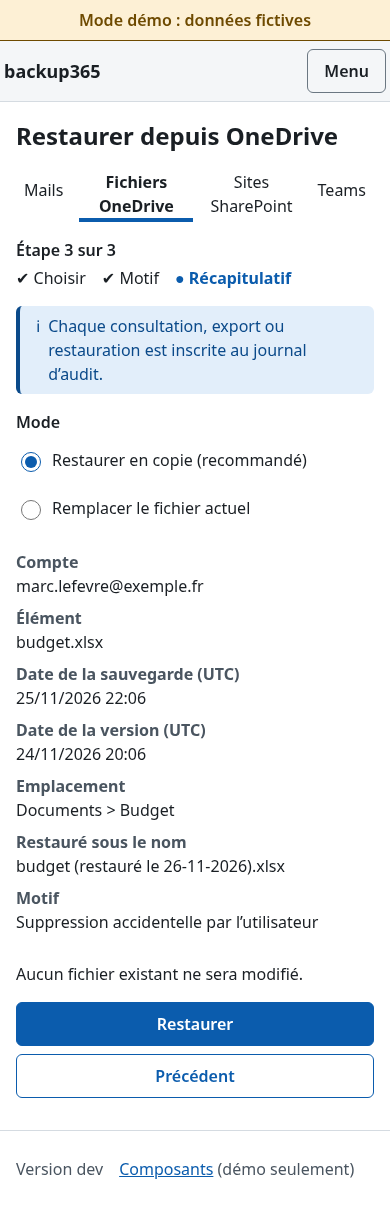 Mode démo : données fictives
backup365
Menu
Restaurer depuis OneDrive
Mails
Fichiers
OneDrive
Sites
SharePoint
Teams
Étape 3 sur 3
✔ Choisir ✔ Motif ● Récapitulatif
i Chaque consultation, export ou
restauration est inscrite au journal
d’audit.
Mode
Restaurer en copie (recommandé)
Remplacer le fichier actuel
Compte
marc.lefevre@exemple.fr
Élément
budget.xlsx
Date de la sauvegarde (UTC)
25/11/2026 22:06
Date de la version (UTC)
24/11/2026 20:06
Emplacement
Documents > Budget
Restauré sous le nom
budget (restauré le 26-11-2026).xlsx
Motif
Suppression accidentelle par l’utilisateur
Aucun fichier existant ne sera modifié.
Restaurer
Précédent
Version dev Composants (démo seulement)